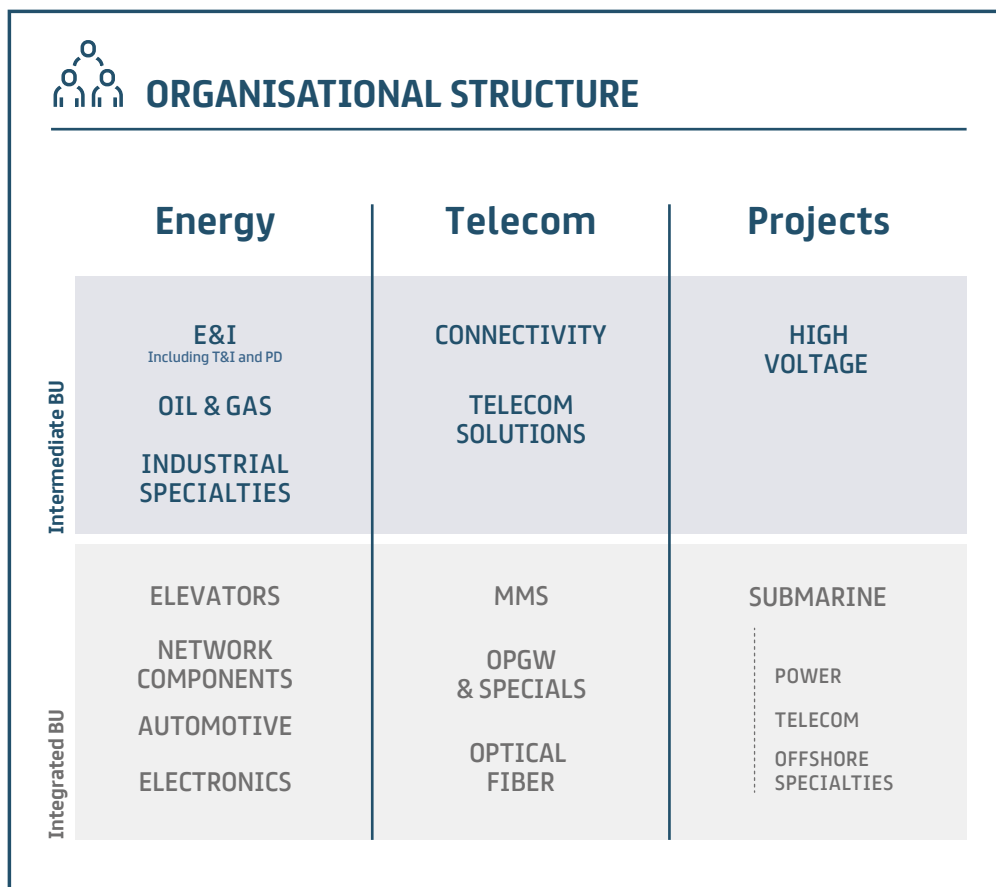 ORGANISATIONAL STRUCTURE
Energy
Telecom
Projects
Intermediate BU
E&I
Including T&I and PD
OIL & GAS
INDUSTRIAL
SPECIALTIES
CONNECTIVITY
TELECOM
SOLUTIONS
HIGH
VOLTAGE
Integrated BU
ELEVATORS
NETWORK
COMPONENTS
AUTOMOTIVE
ELECTRONICS
MMS
OPGW
& SPECIALS
OPTICAL
FIBER
SUBMARINE
POWER
TELECOM
OFFSHORE
SPECIALTIES